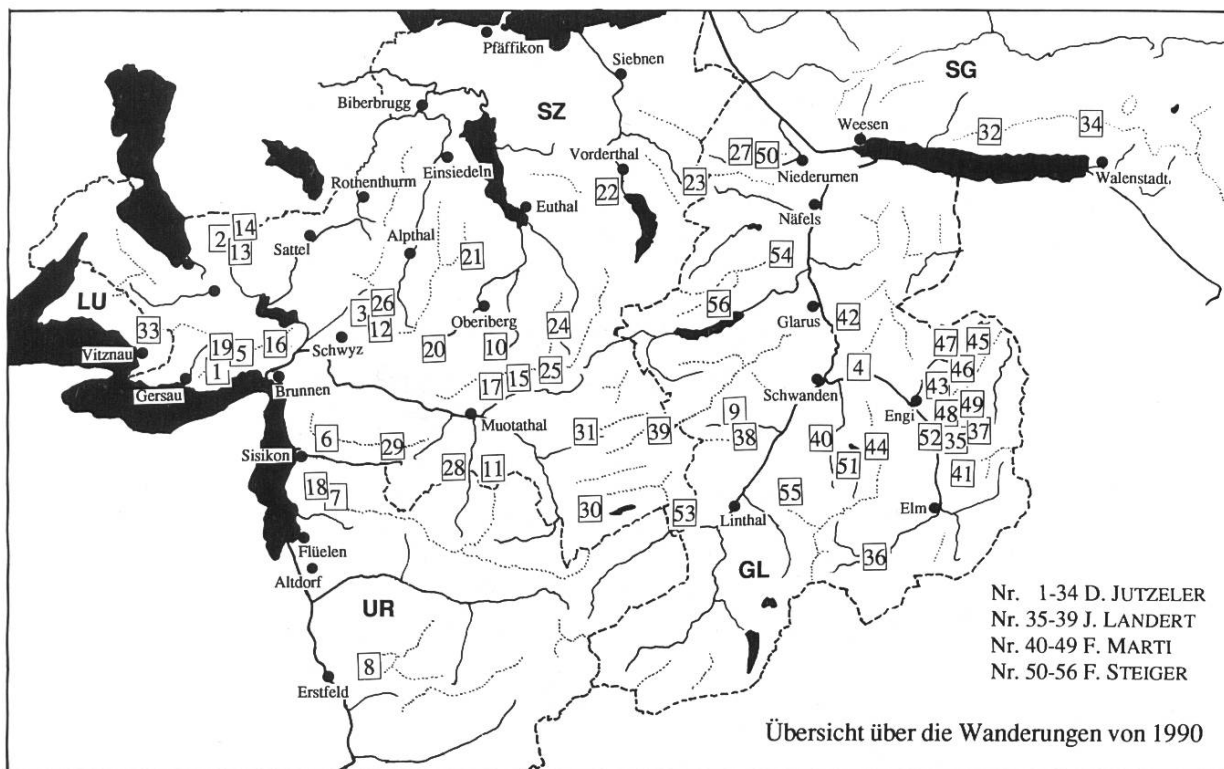 Pfäffikon
Siebnen
SG
Biberbrugg
SZ
Weesen
32
34
Einsiedeln
Vorderthal
27
50
Niederurnen
Walenstadt
Rothenthurm
23
22
Euthal
Näfels
14
2
13
Sattel
Alpthal
21
54
LU
26
3
12
Oberiberg
24
56
Glarus
42
33
Vitznau
19
5
1
16
Schwyz
20
10
47
45
46
Gersau
Brunnen
17
15
25
4
Schwanden
43
Engi
48
49
Muotathal
9
38
6
29
31
39
40
44
52
35
37
Sisikon
28
11
51
41
18
7
30
53
Linthal
55
Elm
Flüelen
Altdorf
36
UR
GL
8
Erstfeld
Nr. 1-34 D. JUTZELER
Nr. 35-39 J. LANDERT
Nr. 40-49 F. MARTI
Nr. 50-56 F. STEIGER
Übersicht über die Wanderungen von 1990